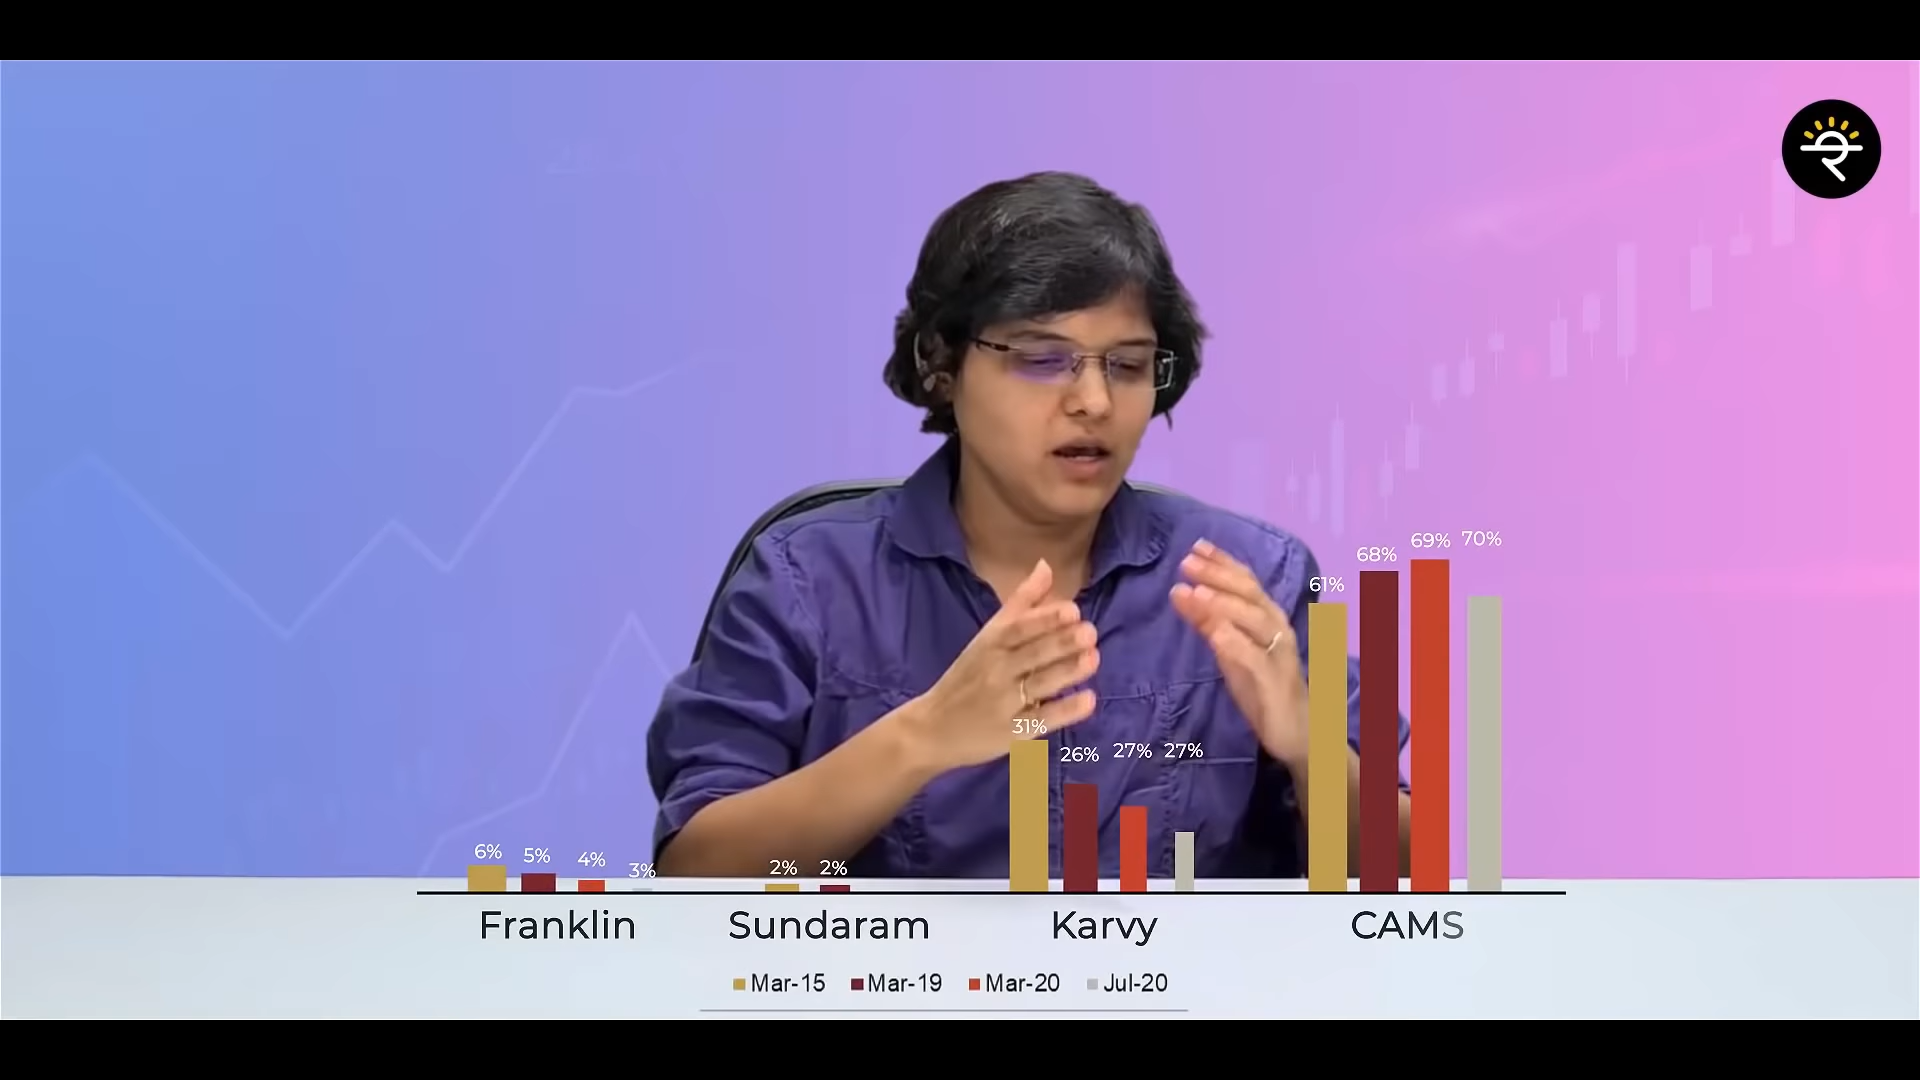 61% 68% 69% 70%
31% 26% 27% 27%
6% 5% 4% 3% 2% 2%
Franklin Sundaram Karvy CAMS
Mar-15 Mar-19 Mar-20 Jul-20